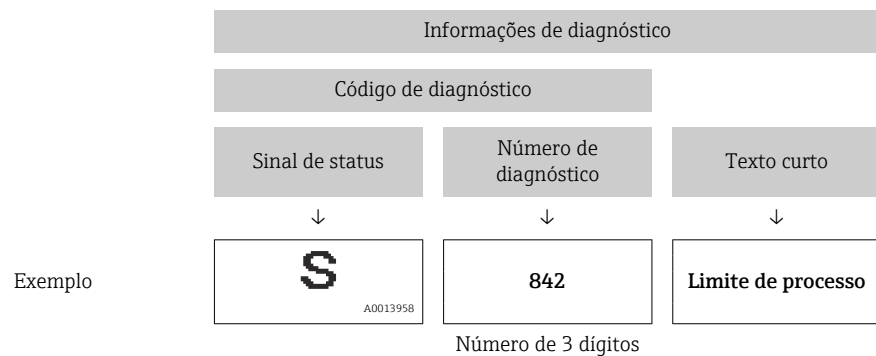 Informações de diagnóstico
Código de diagnóstico
Sinal de status
Número de
diagnóstico
Texto curto
↓ ↓ ↓
Exemplo
S
A0013958
842
Limite de processo
Número de 3 dígitos